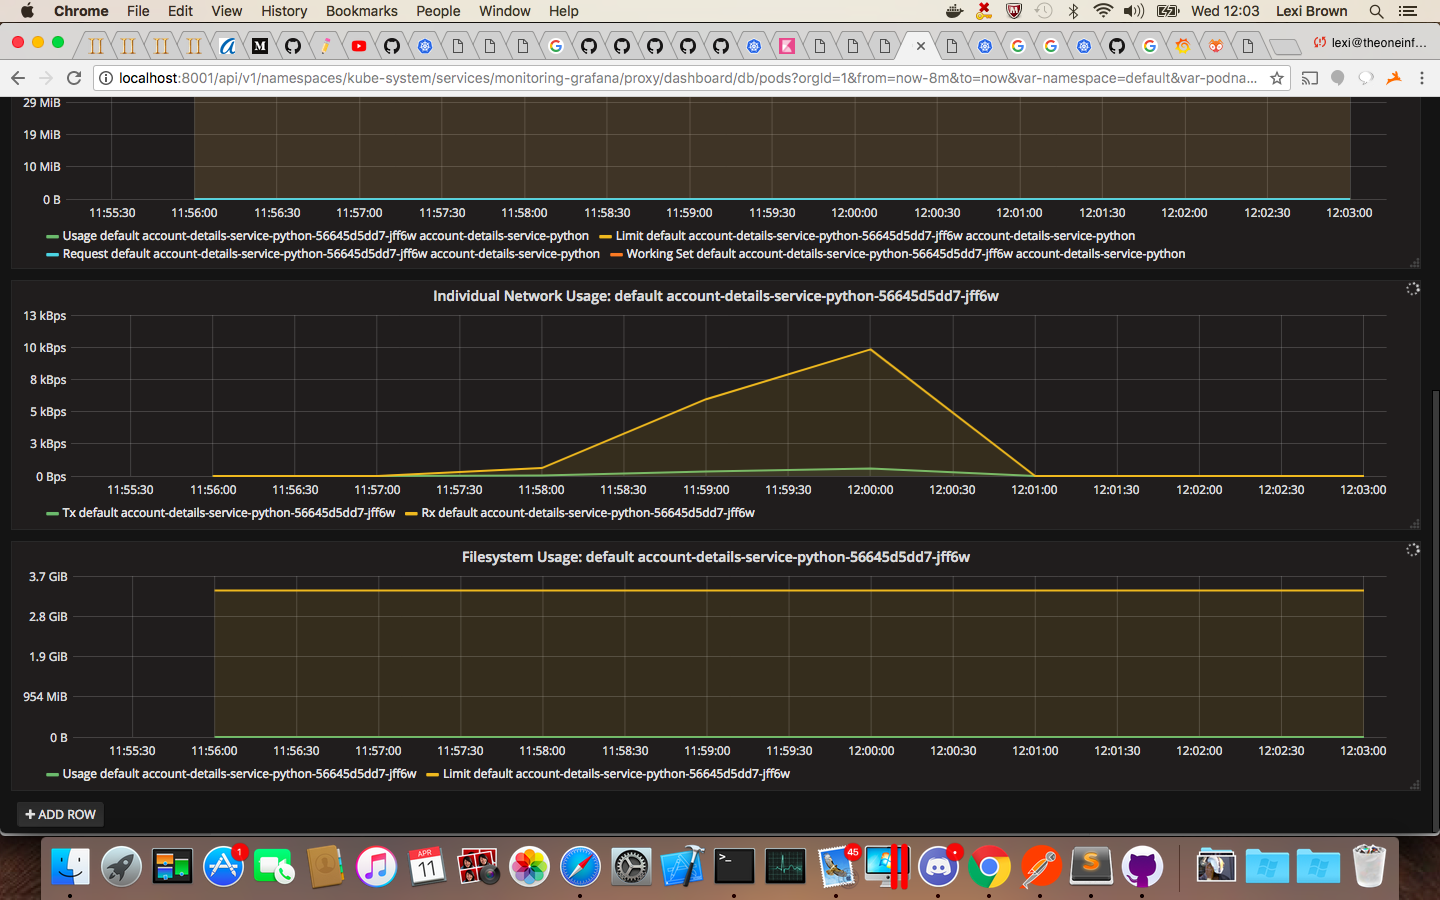 Chrome File Edit View History Bookmarks People Window Help Wed 12:03 Lexi Brown
lexi@theoneinf...
localhost:8001/api/v1/namespaces/kube-system/services/monitoring-grafana/proxy/dashboard/db/pods?orgId=1&from=now-8m&to=now&var-namespace=default&var-podna...
29 MiB
19 MiB
10 MiB
0 B
11:55:30 11:56:00 11:56:30 11:57:00 11:57:30 11:58:00 11:58:30 11:59:00 11:59:30 12:00:00 12:00:30 12:01:00 12:01:30 12:02:00 12:02:30 12:03:00
Usage default account-details-service-python-56645d5dd7-jff6w account-details-service-python Limit default account-details-service-python-56645d5dd7-jff6w account-details-service-python
Request default account-details-service-python-56645d5dd7-jff6w account-details-service-python Working Set default account-details-service-python-56645d5dd7-jff6w account-details-service-python
Individual Network Usage: default account-details-service-python-56645d5dd7-jff6w
13 kBps
10 kBps
8 kBps
5 kBps
3 kBps
0 Bps
11:55:30 11:56:00 11:56:30 11:57:00 11:57:30 11:58:00 11:58:30 11:59:00 11:59:30 12:00:00 12:00:30 12:01:00 12:01:30 12:02:00 12:02:30 12:03:00
Tx default account-details-service-python-56645d5dd7-jff6w Rx default account-details-service-python-56645d5dd7-jff6w
Filesystem Usage: default account-details-service-python-56645d5dd7-jff6w
3.7 GiB
2.8 GiB
1.9 GiB
954 MiB
0 B
11:55:30 11:56:00 11:56:30 11:57:00 11:57:30 11:58:00 11:58:30 11:59:00 11:59:30 12:00:00 12:00:30 12:01:00 12:01:30 12:02:00 12:02:30 12:03:00
Usage default account-details-service-python-56645d5dd7-jff6w Limit default account-details-service-python-56645d5dd7-jff6w
+ ADD ROW
1
APR
11
>_
45
S